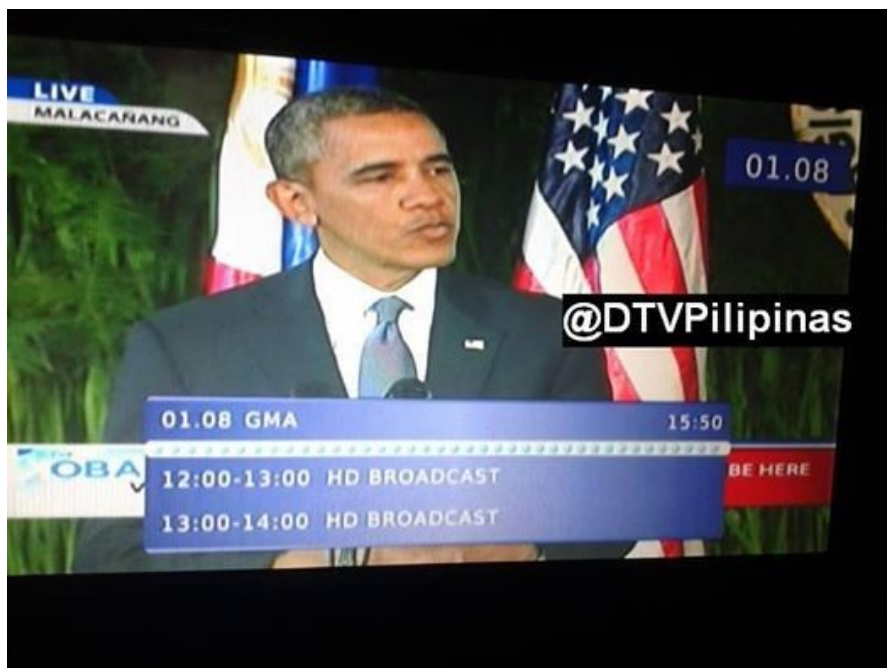 LIVE
MALACAÑANG
01.08
@DTVPilipinas
01.08 GMA 15:50
OBA
BE HERE
12:00-13:00 HD BROADCAST
13:00-14:00 HD BROADCAST